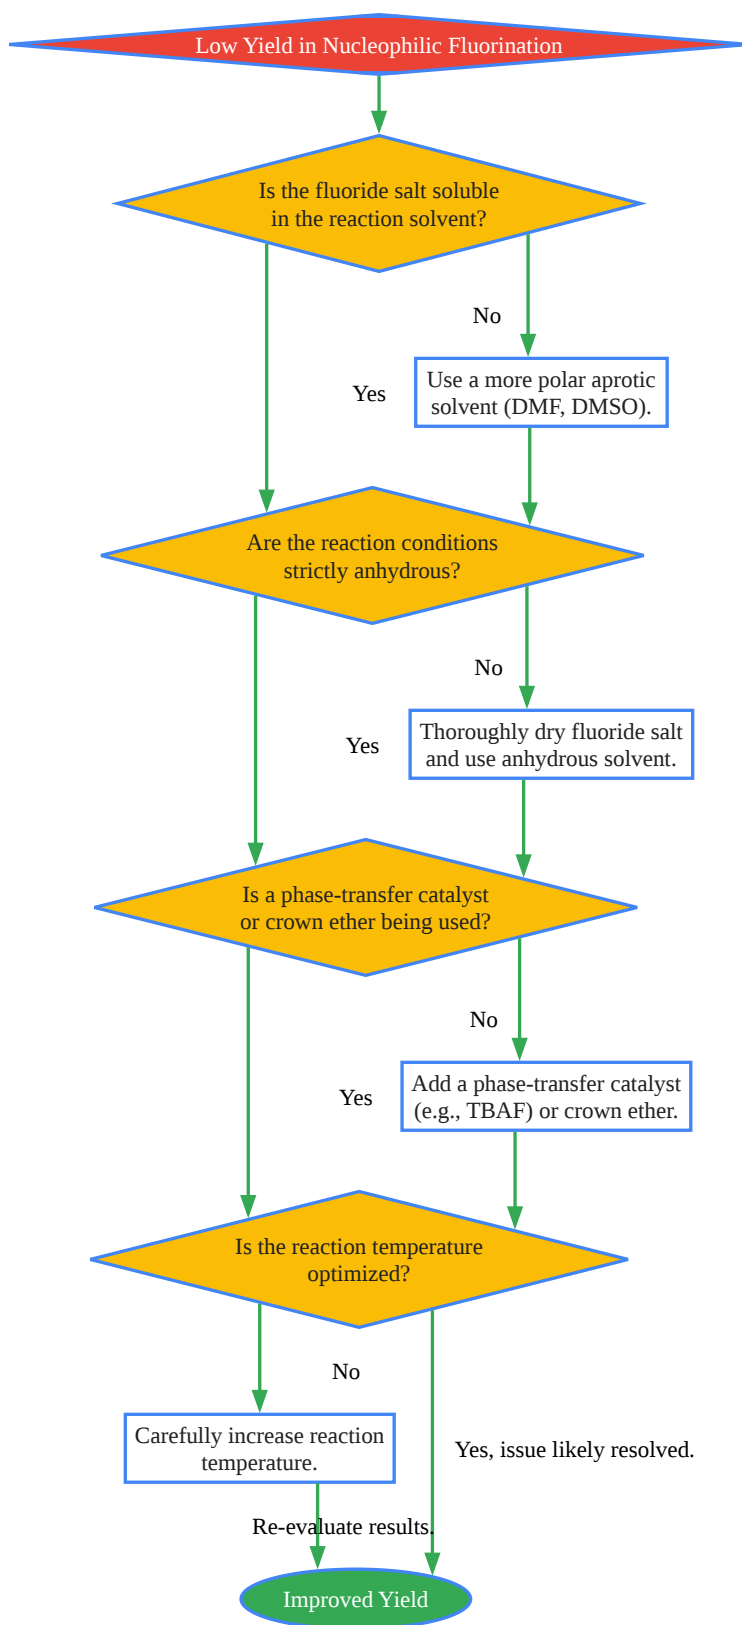 Low Yield in Nucleophilic Fluorination
Is the fluoride salt soluble
in the reaction solvent?
No
Yes
Use a more polar aprotic
solvent (DMF, DMSO).
Are the reaction conditions
strictly anhydrous?
No
Yes
Thoroughly dry fluoride salt
and use anhydrous solvent.
Is a phase-transfer catalyst
or crown ether being used?
No
Yes
Add a phase-transfer catalyst
(e.g., TBAF) or crown ether.
Is the reaction temperature
optimized?
No
Carefully increase reaction
temperature.
Yes, issue likely resolved.
Re-evaluate results.
Improved Yield